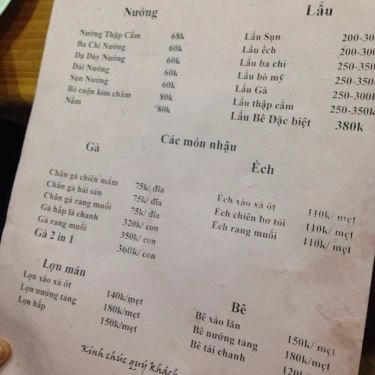 Nướng
Nướng Thập Cẩm 68k
Ba Chỉ Nướng 60k
Dạ Dày Nướng 60k
Dải Nướng 60k
Sụn Nướng 60k
Bò cuộn kim châm 80k
Nầm 80k
Lẩu
Lẩu Sụn 200-30
Lẩu ếch 200-300
Lẩu ba chỉ 250-350
Lẩu bò mỹ 250-350
Lẩu Gà 250-300k
Lẩu thập cẩm 250-350k
Lẩu Bê Đặc biệt 380k
Các món nhậu
Gà
Chân gà chiên mắm 75k/ đĩa
Chân gà hải sản 75k/ đĩa
Chân gà rang muối 75k/ đĩa
Gà hấp lá chanh 320k/ con
Gà rang muối 350k/ con
Gà 2 in 1 360k/ con
Ếch
Ếch xào xả ớt 110k/ mẹt
Ếch chiên bơ tỏi 110k/ mẹt
Ếch rang muối 110k/ mẹt
Lợn mán
Lợn xào xả ớt 140k/mẹt
Lợn nướng tảng 180k/mẹt
Lợn hấp 150k/mẹt
Bê
Bê xào lăn 150k/ mẹt
Bê nướng tảng 180k/ mẹt
Bê tái chanh 120k/
Kính chúc quý khách